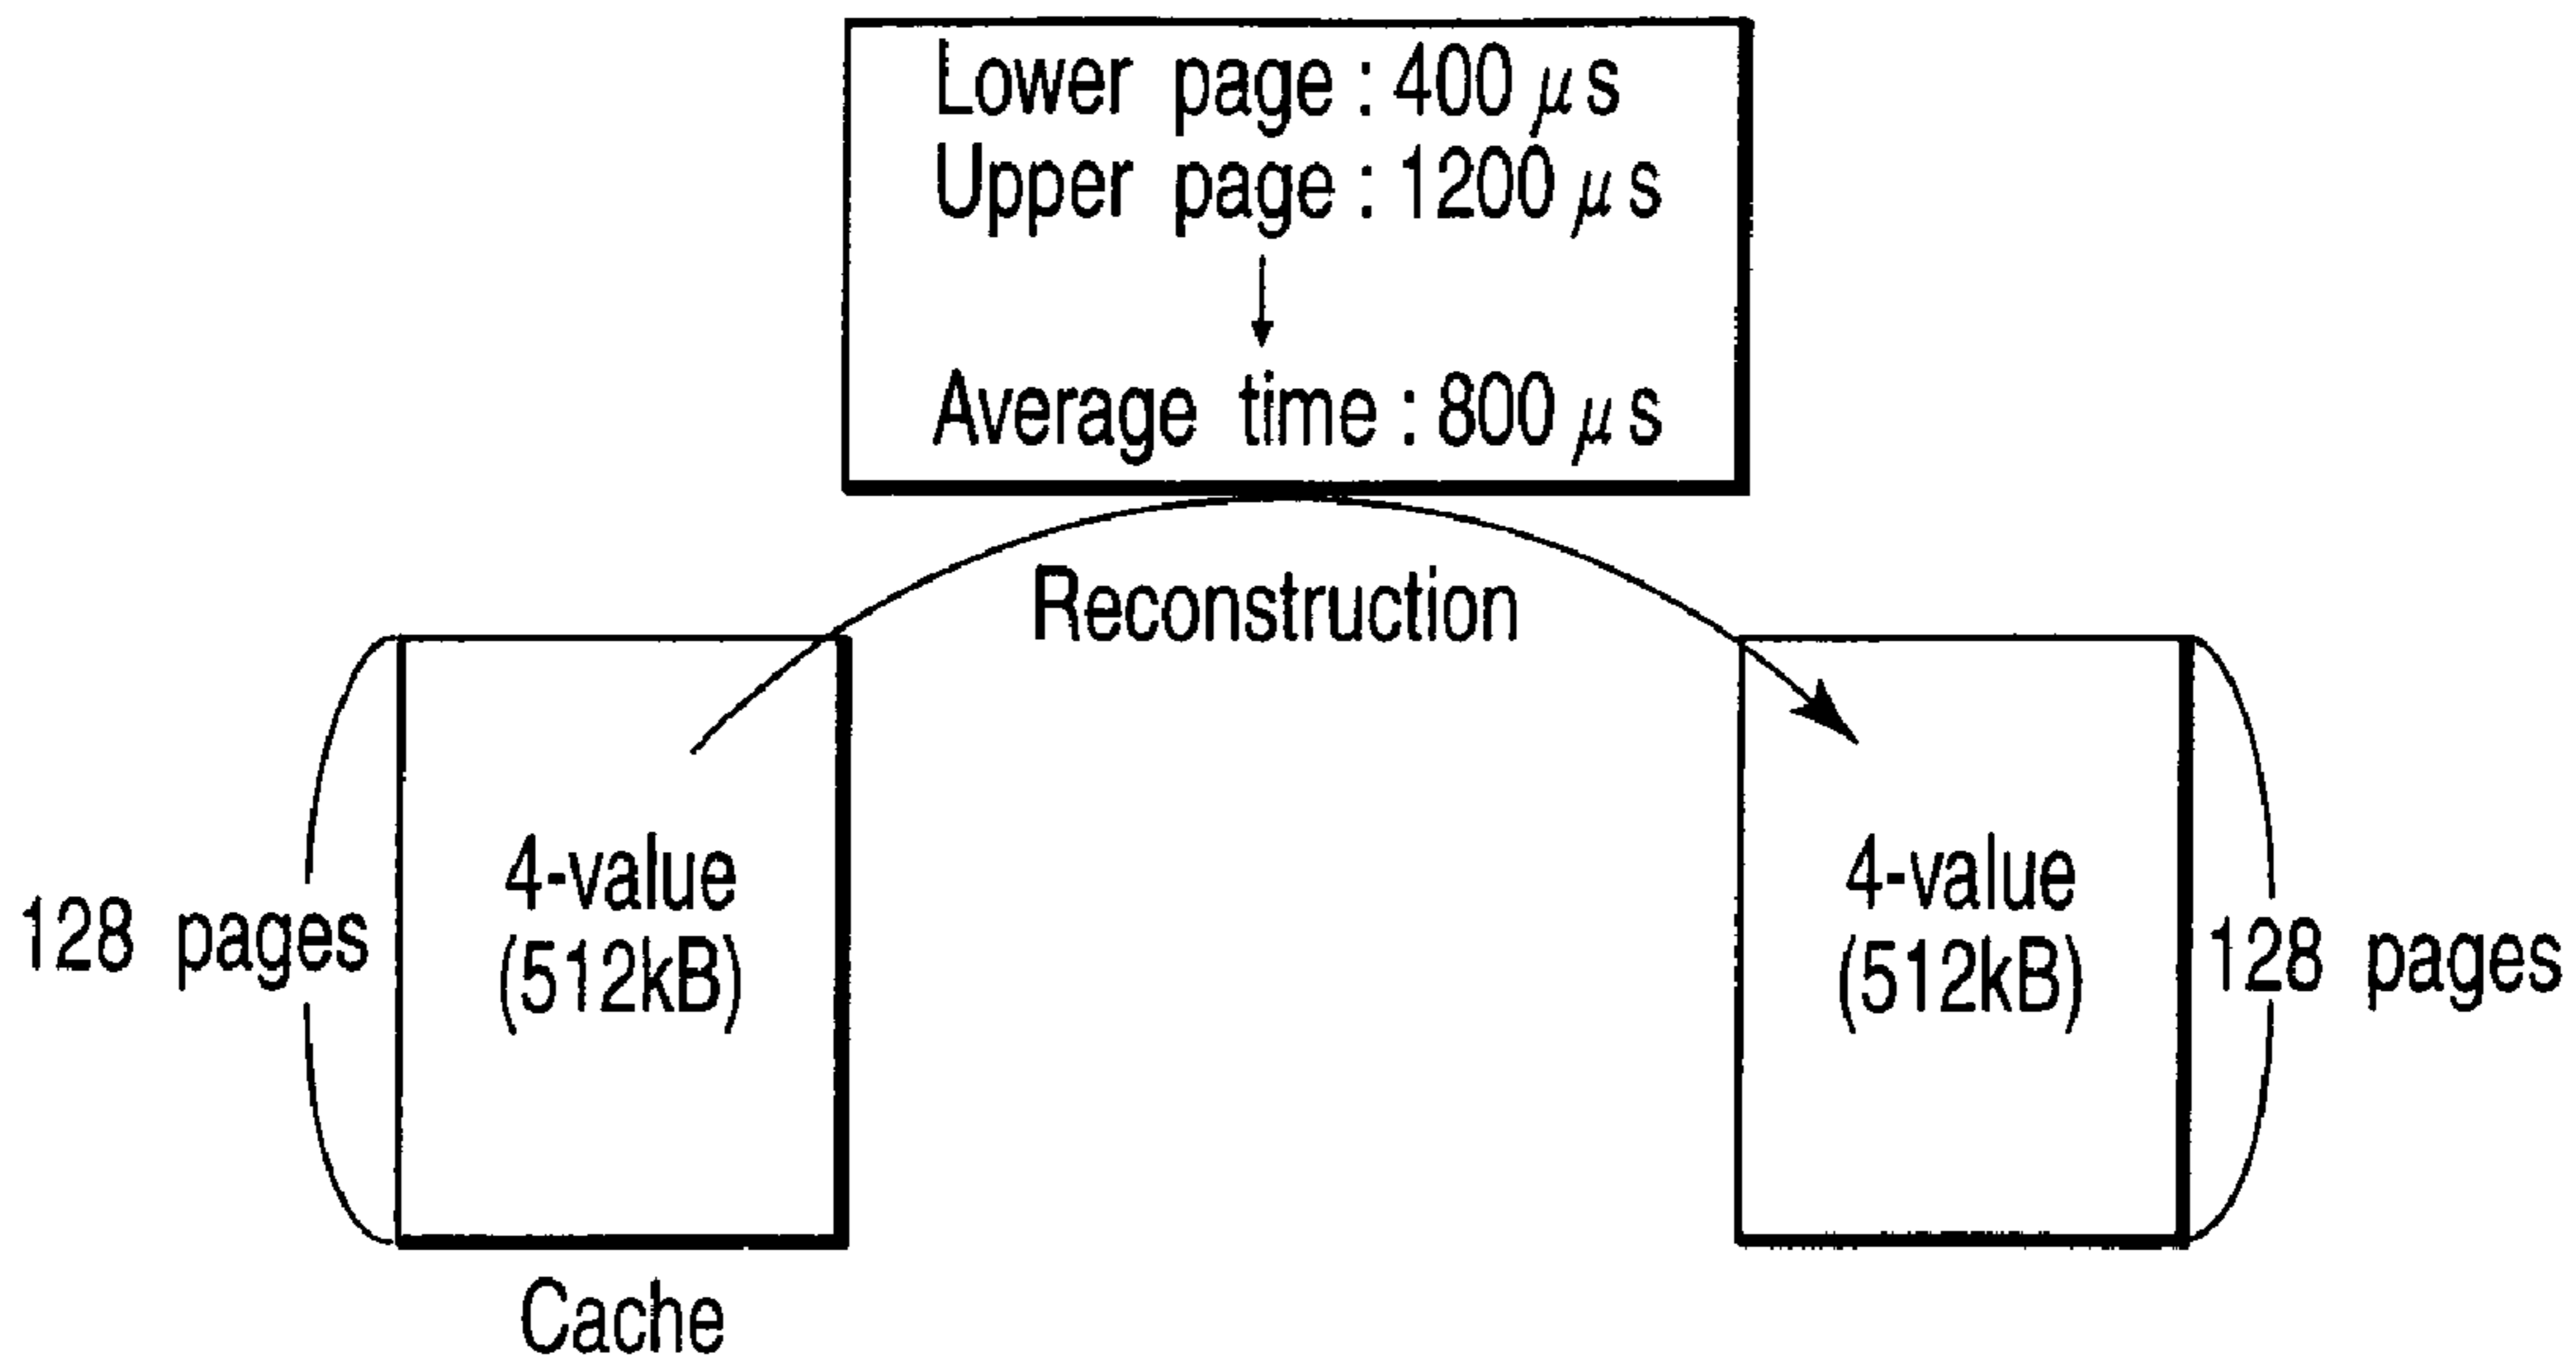 Lower page : 400 μs
Upper page : 1200 μs
Average time : 800 μs
Reconstruction
128 pages
4-value
(512kB)
4-value
(512kB)
128 pages
Cache